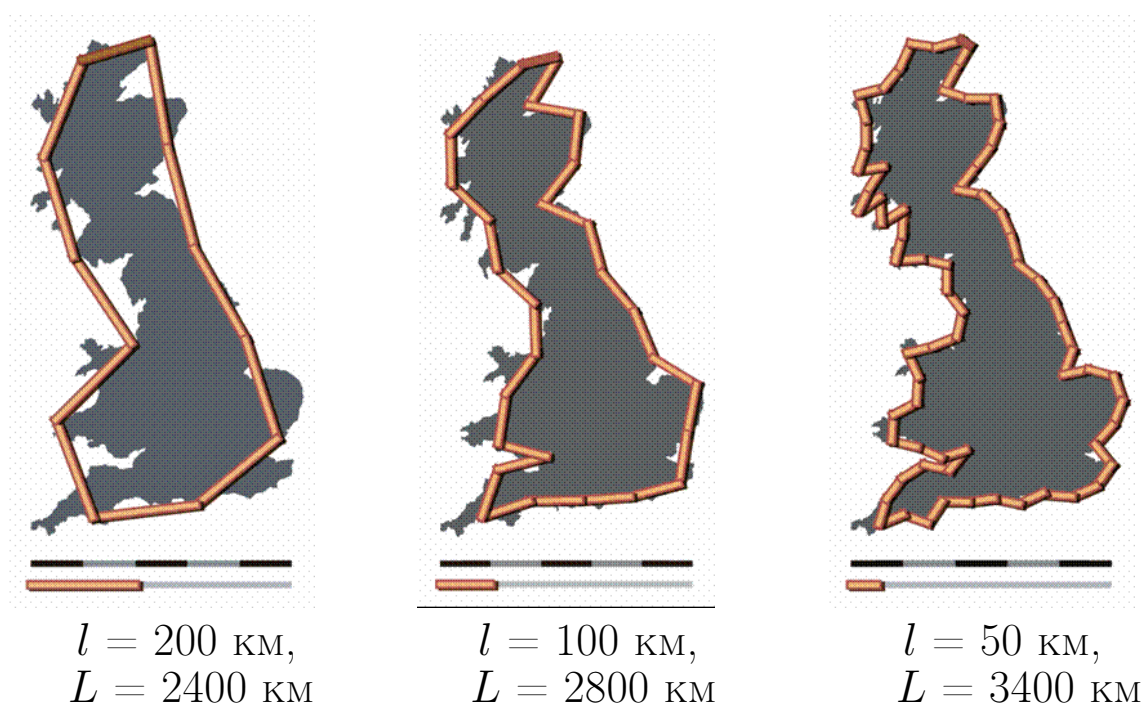 l = 200 км,
L = 2400 км
l = 100 км,
L = 2800 км
l = 50 км,
L = 3400 км